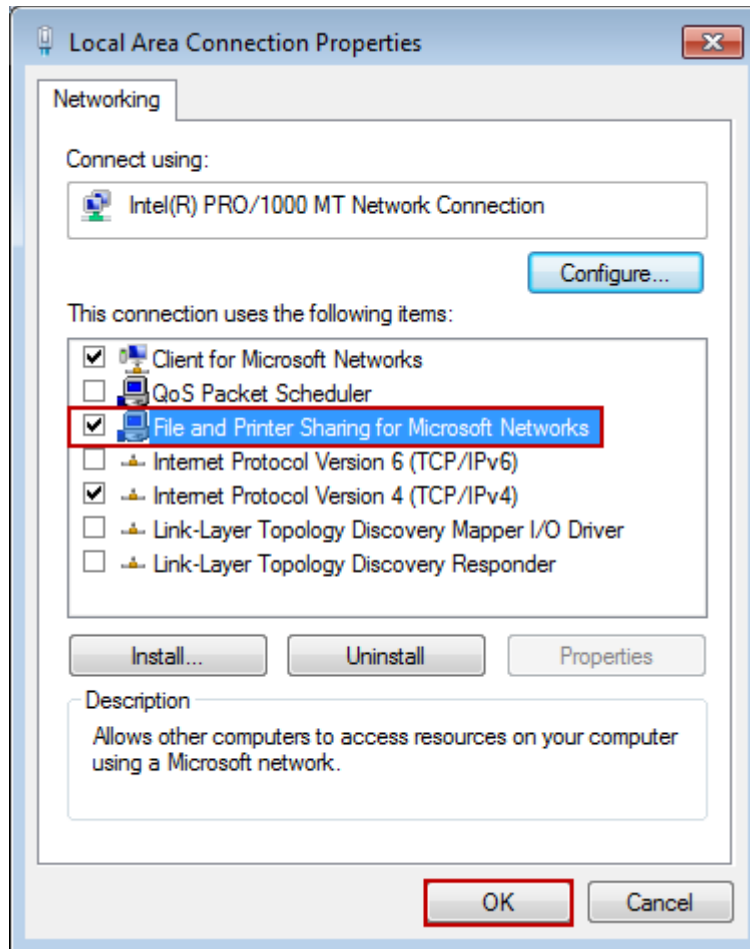 Local Area Connection Properties
Networking
Connect using:
Intel(R) PRO/1000 MT Network Connection
Configure...
This connection uses the following items:
Client for Microsoft Networks
QoS Packet Scheduler
File and Printer Sharing for Microsoft Networks
Internet Protocol Version 6 (TCP/IPv6)
Internet Protocol Version 4 (TCP/IPv4)
Link-Layer Topology Discovery Mapper I/O Driver
Link-Layer Topology Discovery Responder
Install...
Uninstall
Properties
Description
Allows other computers to access resources on your computer
using a Microsoft network.
OK
Cancel